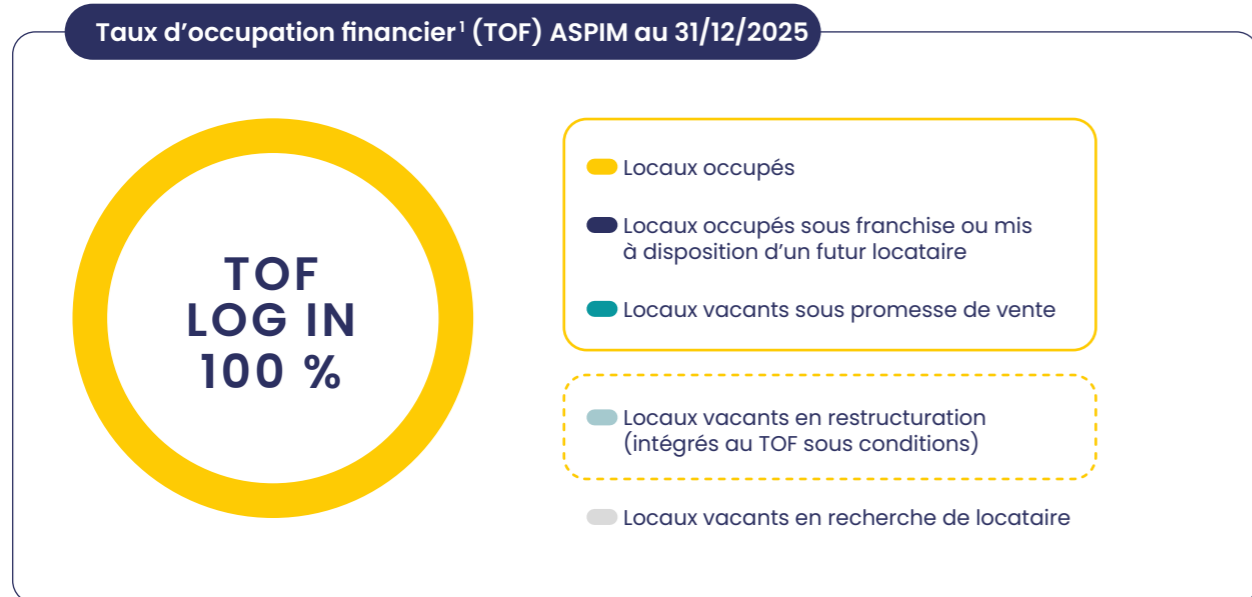 Taux d’occupation financier¹ (TOF) ASPIM au 31/12/2025
TOF
LOG IN
100 %
Locaux occupés
Locaux occupés sous franchise ou mis
à disposition d’un futur locataire
Locaux vacants sous promesse de vente
Locaux vacants en restructuration
(intégrés au TOF sous conditions)
Locaux vacants en recherche de locataire